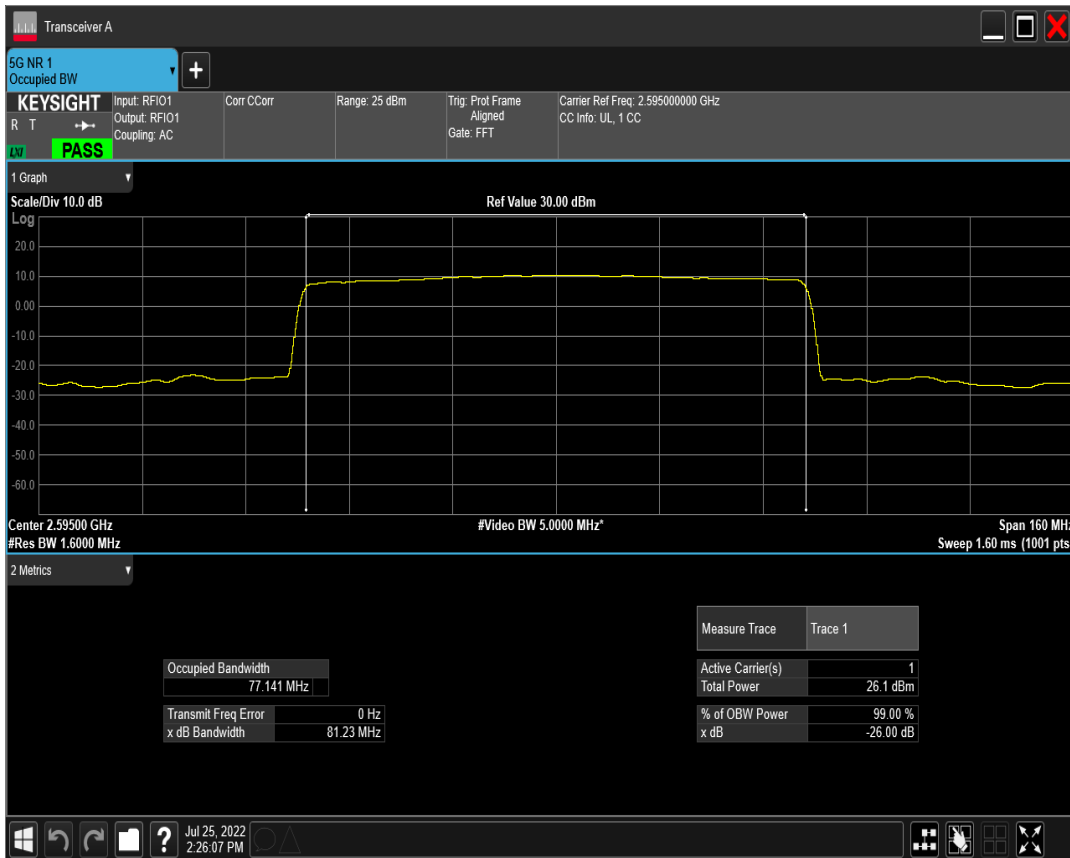 Transceiver A
5G NR 1
Occupied BW
+
KEYSIGHT
R T
LXI
PASS
Input: RFIO1
Output: RFIO1
Coupling: AC
Corr CCorr
Range: 25 dBm
Trig: Prot Frame
Aligned
Gate: FFT
Carrier Ref Freq: 2.595000000 GHz
CC Info: UL, 1 CC
1 Graph
Scale/Div 10.0 dB
Ref Value 30.00 dBm
Log
20.0
10.0
0.00
-10.0
-20.0
-30.0
-40.0
-50.0
-60.0
Center 2.59500 GHz
#Video BW 5.0000 MHz*
Span 160 MHz
#Res BW 1.6000 MHz
Sweep 1.60 ms (1001 pts
2 Metrics
Measure Trace Trace 1
Occupied Bandwidth
77.141 MHz
Active Carrier(s) 1
Total Power 26.1 dBm
Transmit Freq Error 0 Hz
x dB Bandwidth 81.23 MHz
% of OBW Power 99.00 %
x dB -26.00 dB
?
Jul 25, 2022
2:26:07 PM